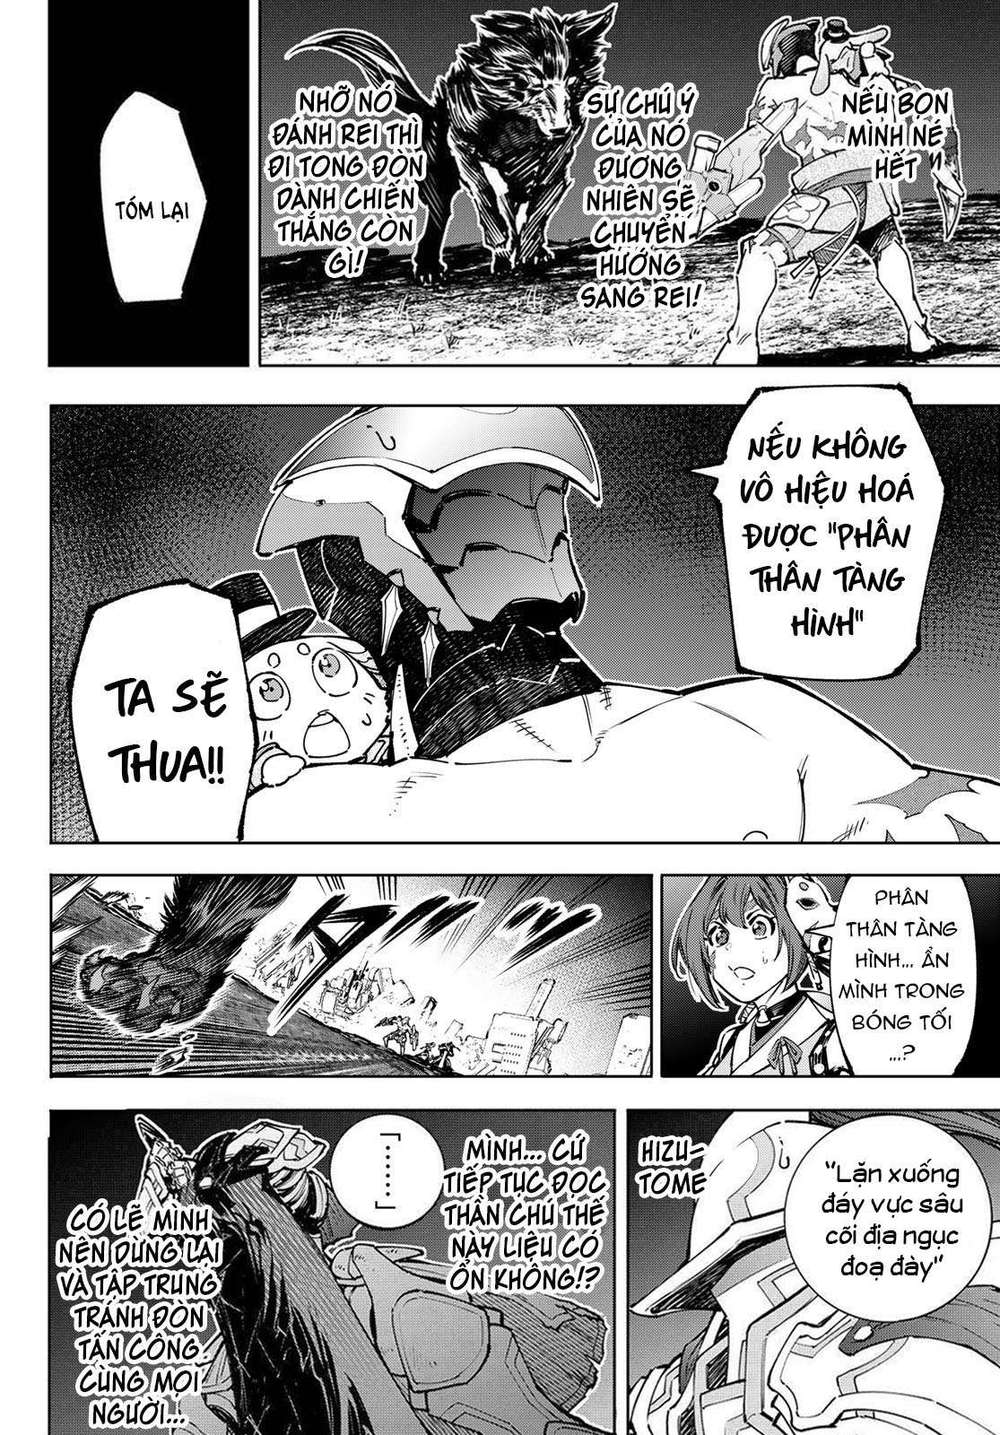 NẾU BỌN
MÌNH NÉ
HẾT
SỰ CHÚ Ý
CỦA NÓ
ĐƯƠNG
NHIÊN SẼ
CHUYỂN
HƯỚNG
SANG REI!
NHỠ NÓ
ĐÁNH REI THÌ
ĐI TONG ĐÒN
DÀNH CHIẾN
THẮNG CÒN
GÌ!
TÓM LẠI
NẾU KHÔNG
VÔ HIỆU HOÁ
ĐƯỢC "PHÂN
THÂN TÀNG
HÌNH"
TA SẼ
THUA!!
PHÂN
THÂN TÀNG
HÌNH... ẨN
MÌNH TRONG
BÓNG TỐI
....?
"Lặn xuống
đáy vực sâu
cõi địa ngục
đoạ đày"
HIZU-
TOME
MÌNH... CỨ
TIẾP TỤC ĐỌC
THẦN CHÚ THẾ
NÀY LIỆU CÓ
ỔN KHÔNG!?
「......」
CÓ LẼ MÌNH
NÊN DỪNG LẠI
VÀ TẬP TRUNG
TRÁNH ĐÒN
TẤN CÔNG
CÙNG MỌI
NGƯỜI...